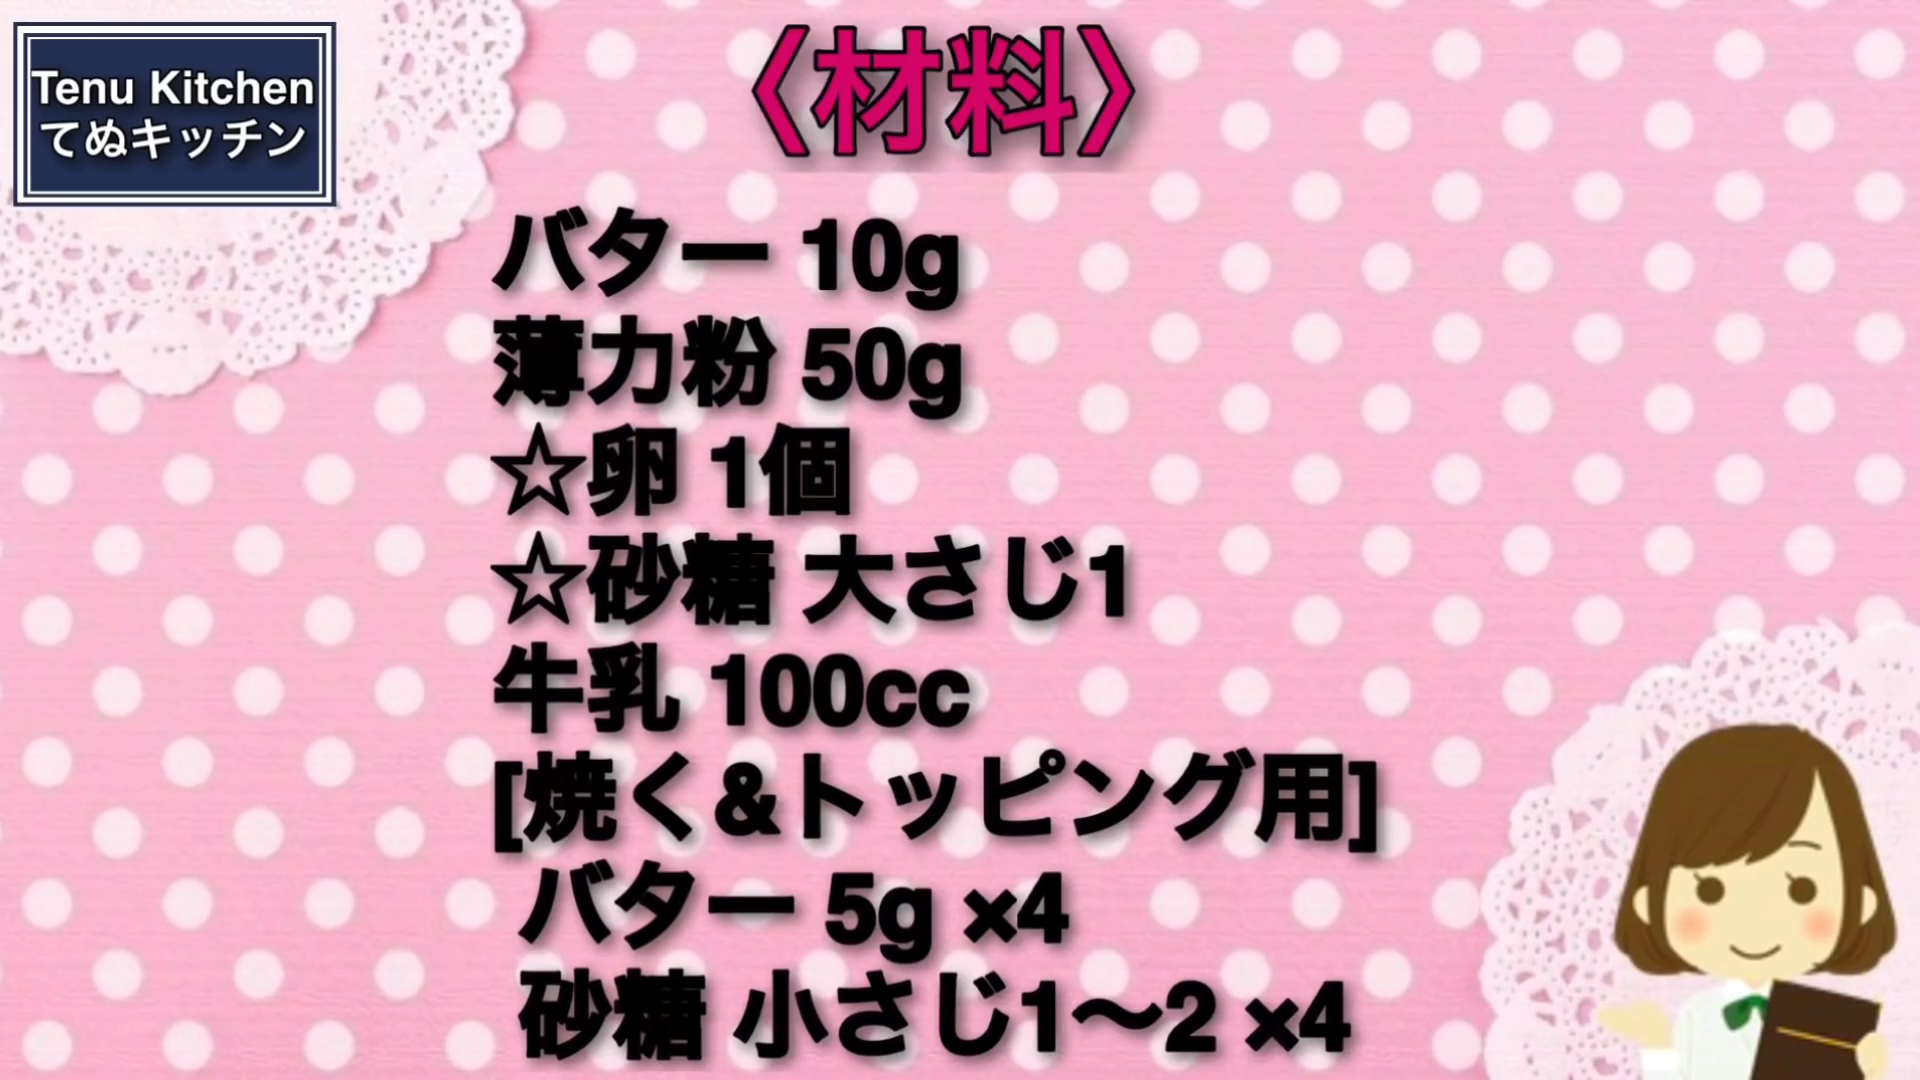 Tenu Kitchen
てぬキッチン
〈材料〉
バター 10g
薄力粉 50g
☆卵 1個
☆砂糖 大さじ1
牛乳 100cc
[焼く&トッピング用]
バター 5g ×4
砂糖 小さじ1〜2 ×4